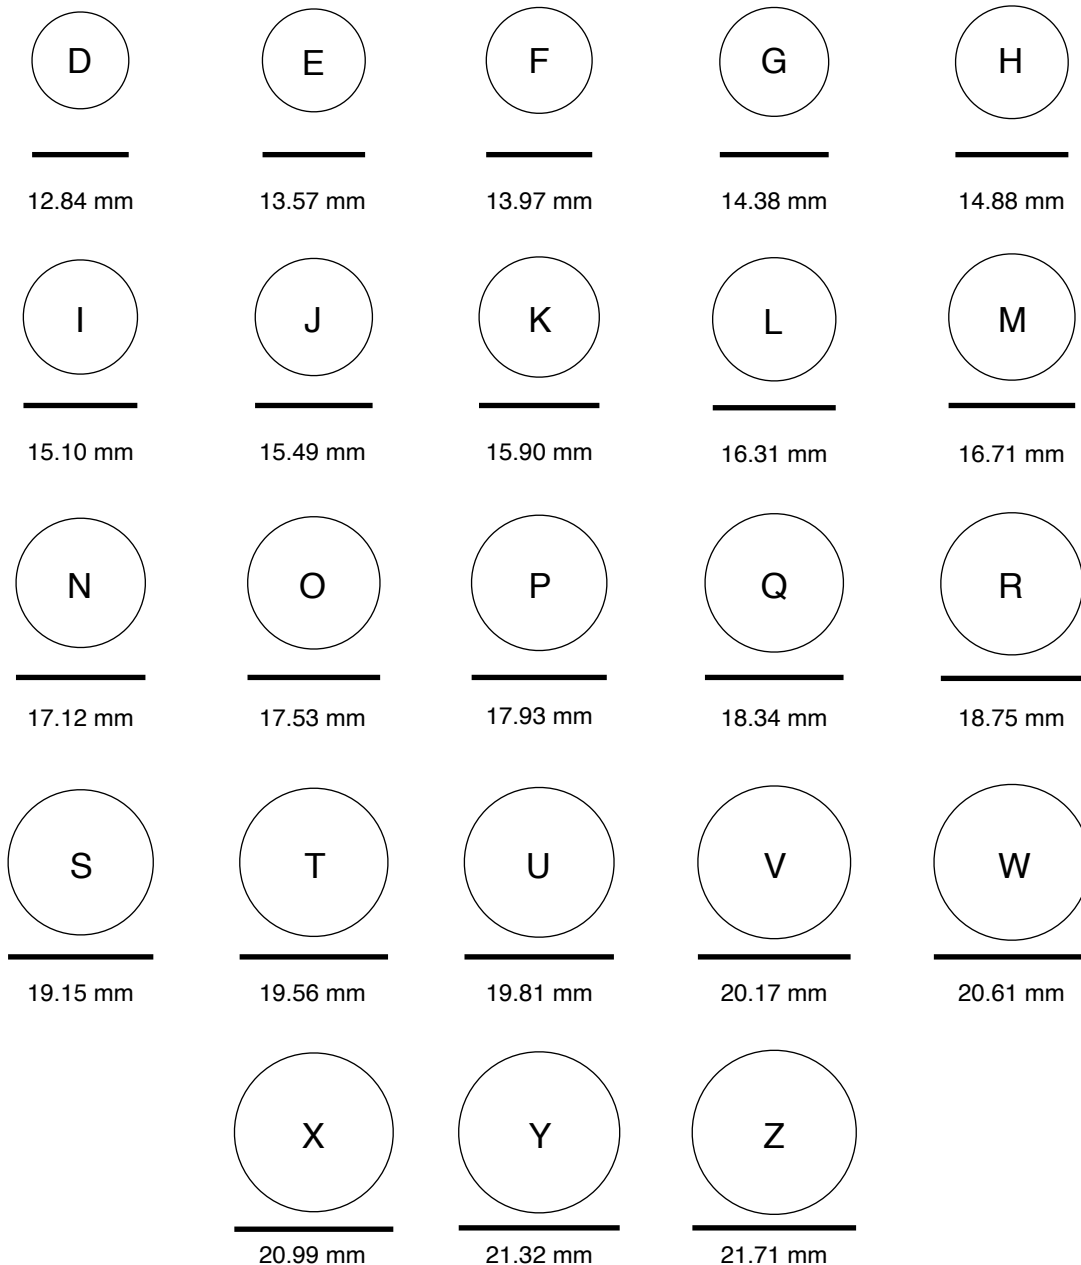 D E F G H
12.84 mm 13.57 mm 13.97 mm 14.38 mm 14.88 mm
I J K L M
15.10 mm 15.49 mm 15.90 mm 16.31 mm 16.71 mm
N O P Q R
17.12 mm 17.53 mm 17.93 mm 18.34 mm 18.75 mm
S T U V W
19.15 mm 19.56 mm 19.81 mm 20.17 mm 20.61 mm
X Y Z
20.99 mm 21.32 mm 21.71 mm